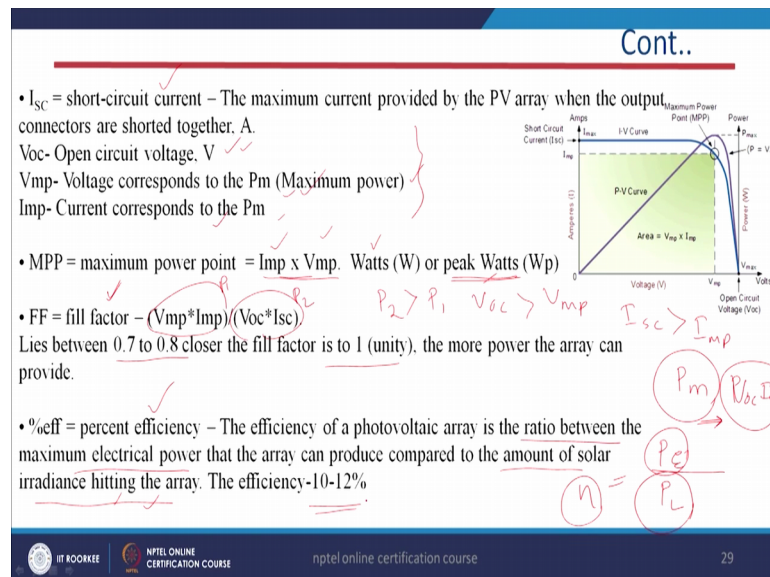 Cont..
• ISC = short-circuit current – The maximum current provided by the PV array when the output
connectors are shorted together, A.
Voc- Open circuit voltage, V
Vmp- Voltage corresponds to the Pm (Maximum power)
Imp- Current corresponds to the Pm
• MPP = maximum power point = Imp x Vmp. Watts (W) or peak Watts (Wp)
• FF = fill factor – (Vmp*Imp)/(Voc*Isc).
Lies between 0.7 to 0.8 closer the fill factor is to 1 (unity), the more power the array can
provide.
• %eff = percent efficiency – The efficiency of a photovoltaic array is the ratio between the
maximum electrical power that the array can produce compared to the amount of solar
irradiance hitting the array. The efficiency-10-12%
Amps
Maximum Power
Point (MPP)
Power
Short Circuit
Current (Isc)
Imax
I-V Curve
Pmax
Imp
(P = V
P-V Curve
Amperes (I)
Power (W)
Area = Vmp x Imp
0
Vmax
Voltage (V)
Vmp
Volts
Open Circuit
Voltage (Voc)
P1
P2
P2 > P1
Voc > Vmp
Isc > Imp
Pm
Voc I
η = PE
PL
IIT ROORKEE
NPTEL ONLINE
CERTIFICATION COURSE
nptel online certification course
29